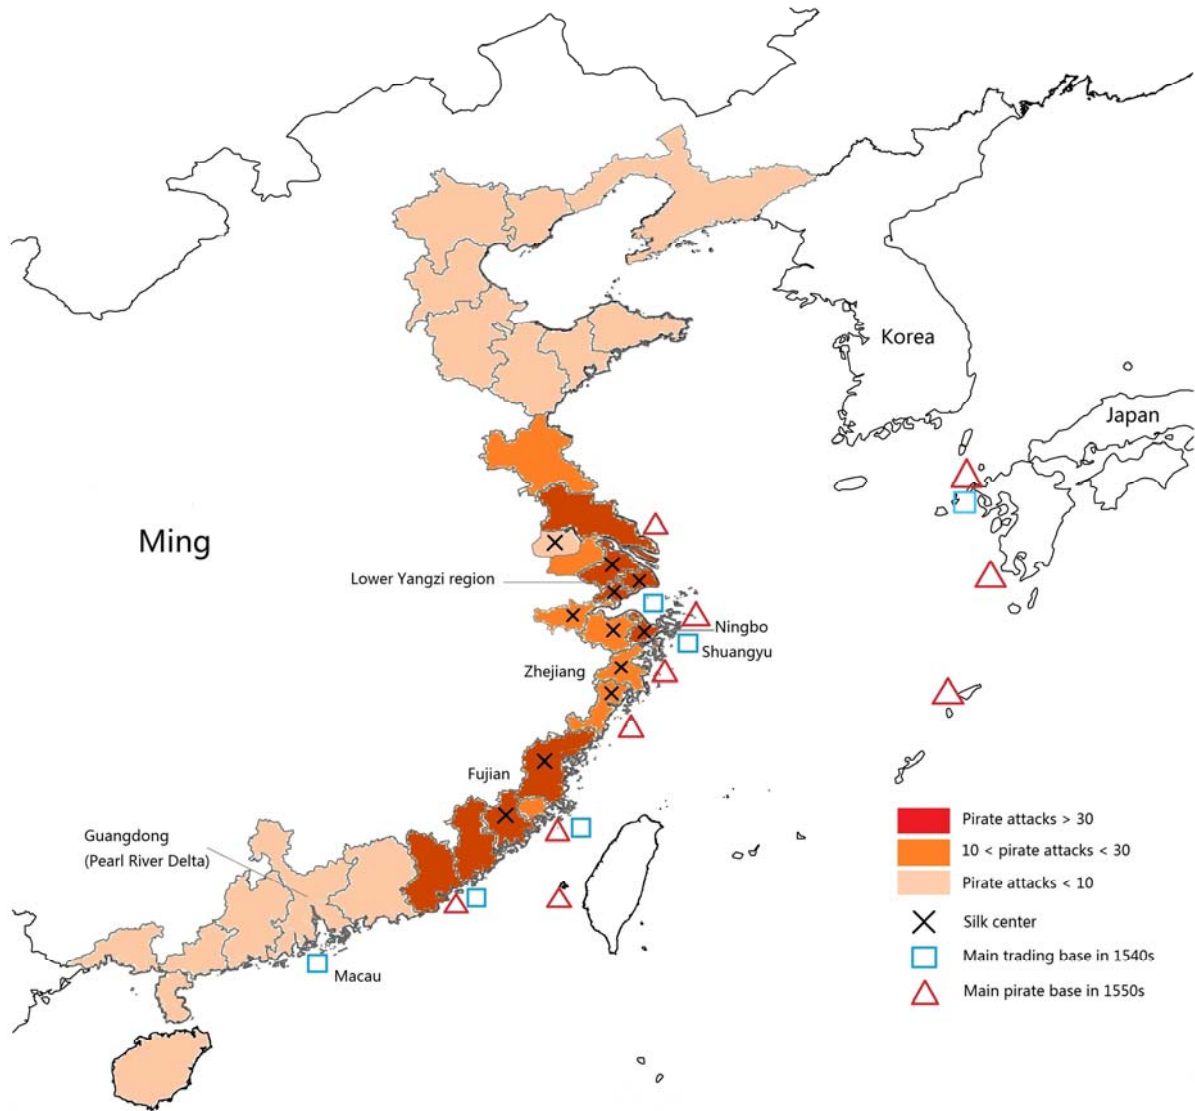 Korea
Japan
Ming
Lower Yangzi region
Ningbo
Shuangyu
Zhejiang
Fujian
Guangdong
(Pearl River Delta)
Macau
Pirate attacks > 30
10 < pirate attacks < 30
Pirate attacks < 10
Silk center
Main trading base in 1540s
Main pirate base in 1550s